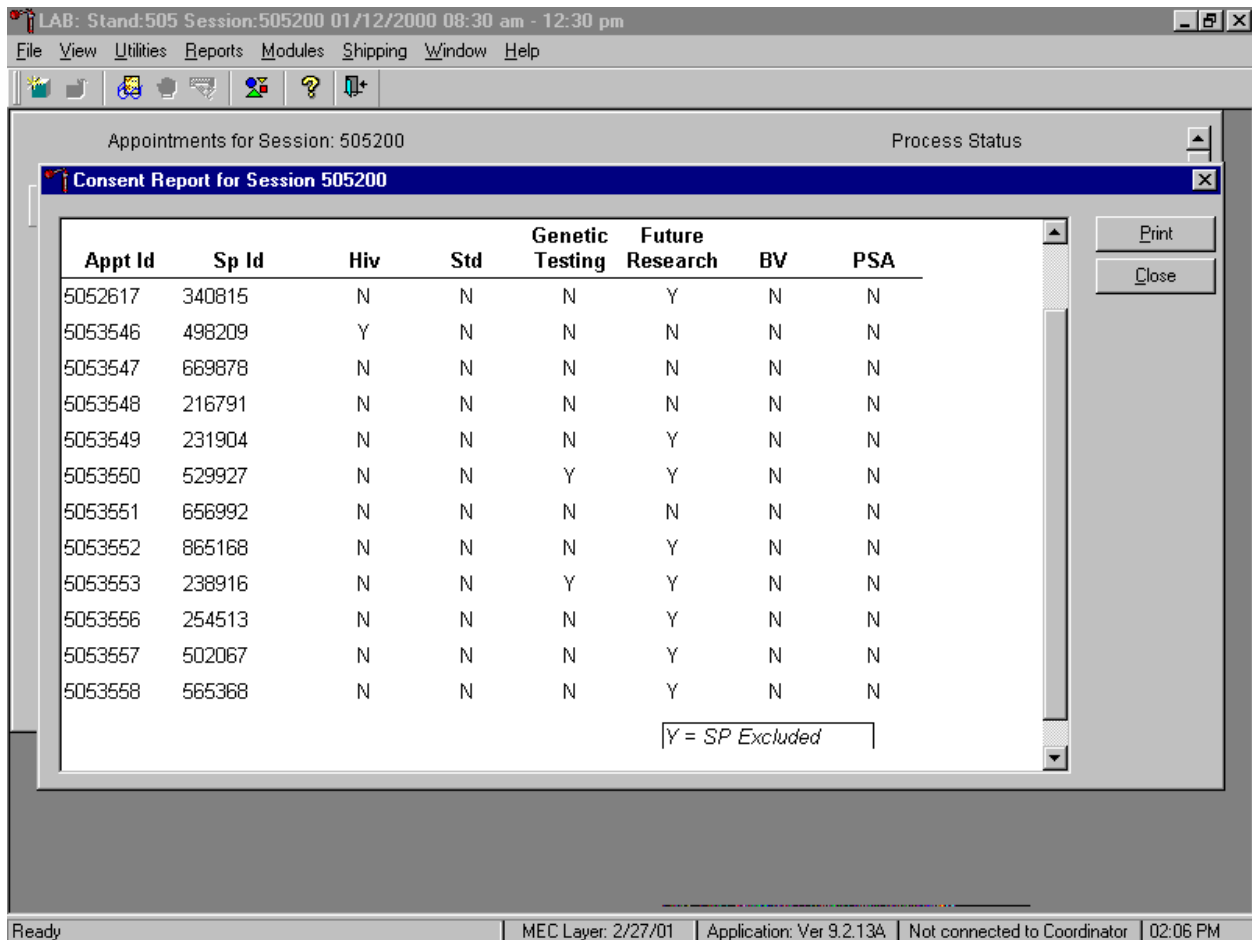 LAB: Stand:505 Session:505200 01/12/2000 08:30 am - 12:30 pm
File View Utilities Reports Modules Shipping Window Help
Appointments for Session: 505200 Process Status
Consent Report for Session 505200
Genetic Future
Appt Id Sp Id Hiv Std Testing Research BV PSA
5052617 340815 N N N Y N N
5053546 498209 Y N N N N N
5053547 669878 N N N N N N
5053548 216791 N N N N N N
5053549 231904 N N N Y N N
5053550 529927 N N Y Y N N
5053551 656992 N N N N N N
5053552 865168 N N N Y N N
5053553 238916 N N Y Y N N
5053556 254513 N N N Y N N
5053557 502067 N N N Y N N
5053558 565368 N N N Y N N
Y = SP Excluded
Print
Close
Ready MEC Layer: 2/27/01 Application: Ver 9.2.13A Not connected to Coordinator 02:06 PM